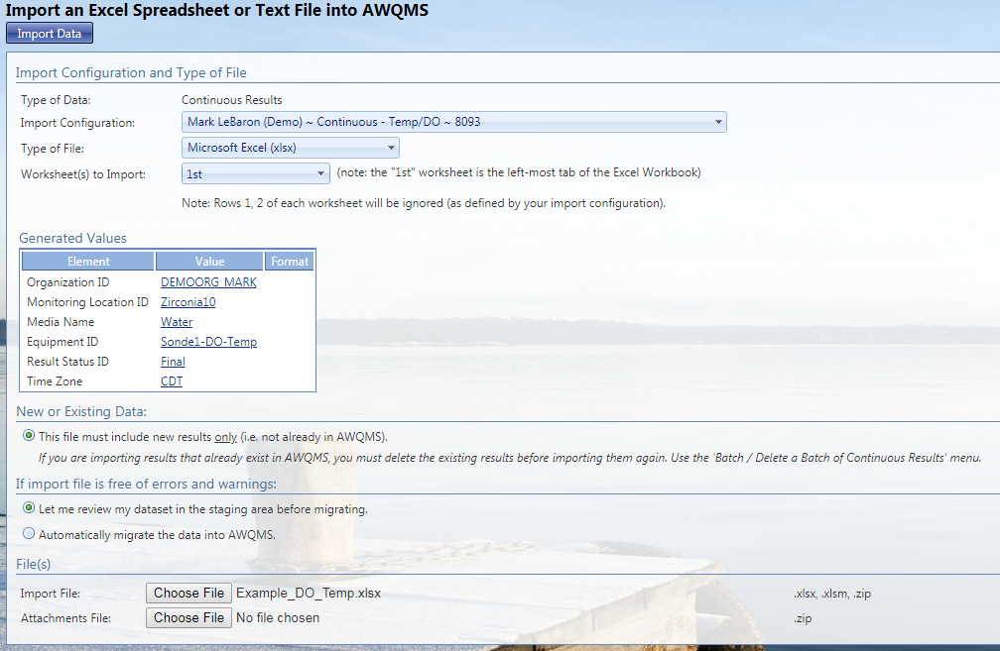 Import an Excel Spreadsheet or Text File into AWQMS
Import Data
Import Configuration and Type of File
Type of Data: Continuous Results
Import Configuration: Mark LeBaron (Demo) ~ Continuous - Temp/DO ~ 8093
Type of File: Microsoft Excel (xlsx)
Worksheet(s) to Import: 1st (note: the "1st" worksheet is the left-most tab of the Excel Workbook)
Note: Rows 1, 2 of each worksheet will be ignored (as defined by your import configuration).
Generated Values
Element Value Format
Organization ID DEMOORG_MARK
Monitoring Location ID Zirconia10
Media Name Water
Equipment ID Sonde1-DO-Temp
Result Status ID Final
Time Zone CDT
New or Existing Data:
This file must include new results only (i.e. not already in AWQMS).
If you are importing results that already exist in AWQMS, you must delete the existing results before importing them again. Use the 'Batch / Delete a Batch of Continuous Results' menu.
If import file is free of errors and warnings:
Let me review my dataset in the staging area before migrating.
Automatically migrate the data into AWQMS.
File(s)
Import File: Choose File Example_DO_Temp.xlsx .xlsx, .xlsm, .zip
Attachments File: Choose File No file chosen .zip